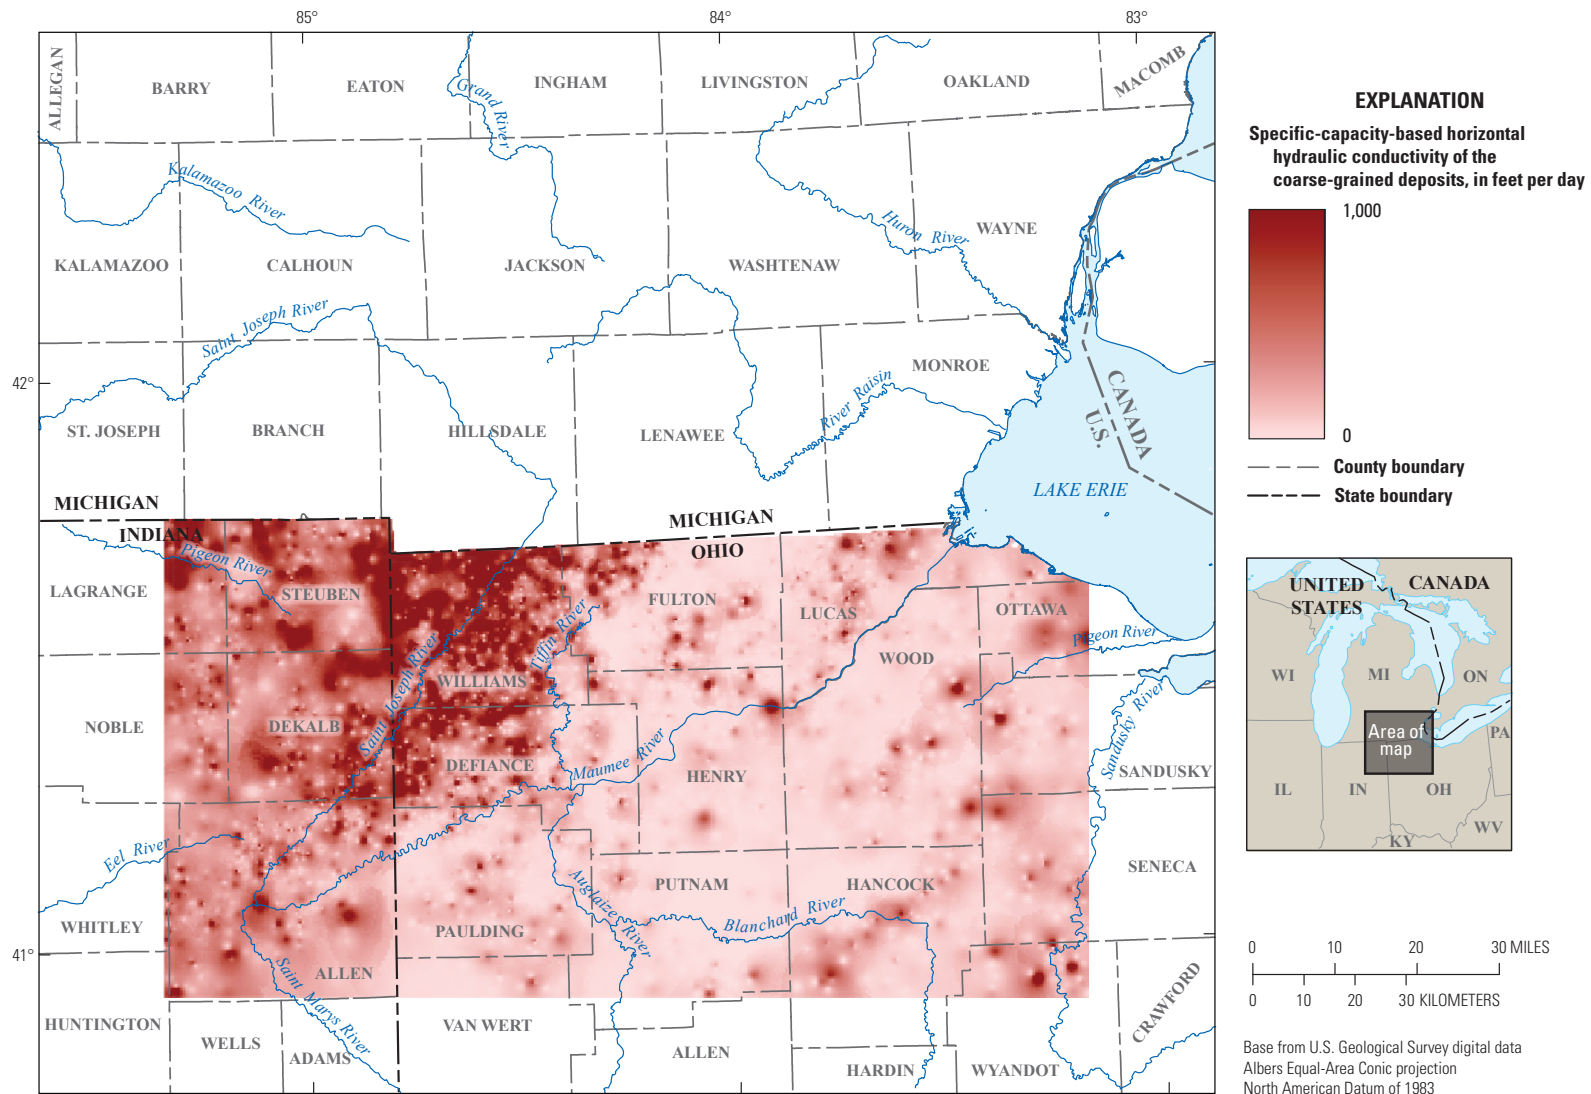 85°
84°
83°
ALLEGAN
BARRY
EATON
INGHAM
LIVINGSTON
OAKLAND
MACOMB
Grand River
Kalamazoo River
Huron River
WAYNE
KALAMAZOO
CALHOUN
JACKSON
WASHTENAW
Saint Joseph River
42°
MONROE
River Raisin
CANADA
U.S.
ST. JOSEPH
BRANCH
HILLSDALE
LENAWEE
LAKE ERIE
MICHIGAN
MICHIGAN
INDIANA
OHIO
Pigeon River
LAGRANGE
STEUBEN
FULTON
LUCAS
OTTAWA
Tiffin River
Pigeon River
WOOD
Saint Joseph River
WILLIAMS
NOBLE
DEKALB
Sandusky River
DEFIANCE
Maumee River
HENRY
SANDUSKY
Eel River
PUTNAM
HANCOCK
SENECA
Auglaize River
Blanchard River
WHITLEY
PAULDING
41°
ALLEN
Saint Marys River
CRAWFORD
HUNTINGTON
WELLS
ADAMS
VAN WERT
ALLEN
HARDIN
WYANDOT
EXPLANATION
Specific-capacity-based horizontal
hydraulic conductivity of the
coarse-grained deposits, in feet per day
1,000
0
County boundary
State boundary
UNITED
STATES
CANADA
WI
MI
ON
Area of
map
PA
IL
IN
OH
WV
KY
0 10 20 30 MILES
0 10 20 30 KILOMETERS
Base from U.S. Geological Survey digital data
Albers Equal-Area Conic projection
North American Datum of 1983